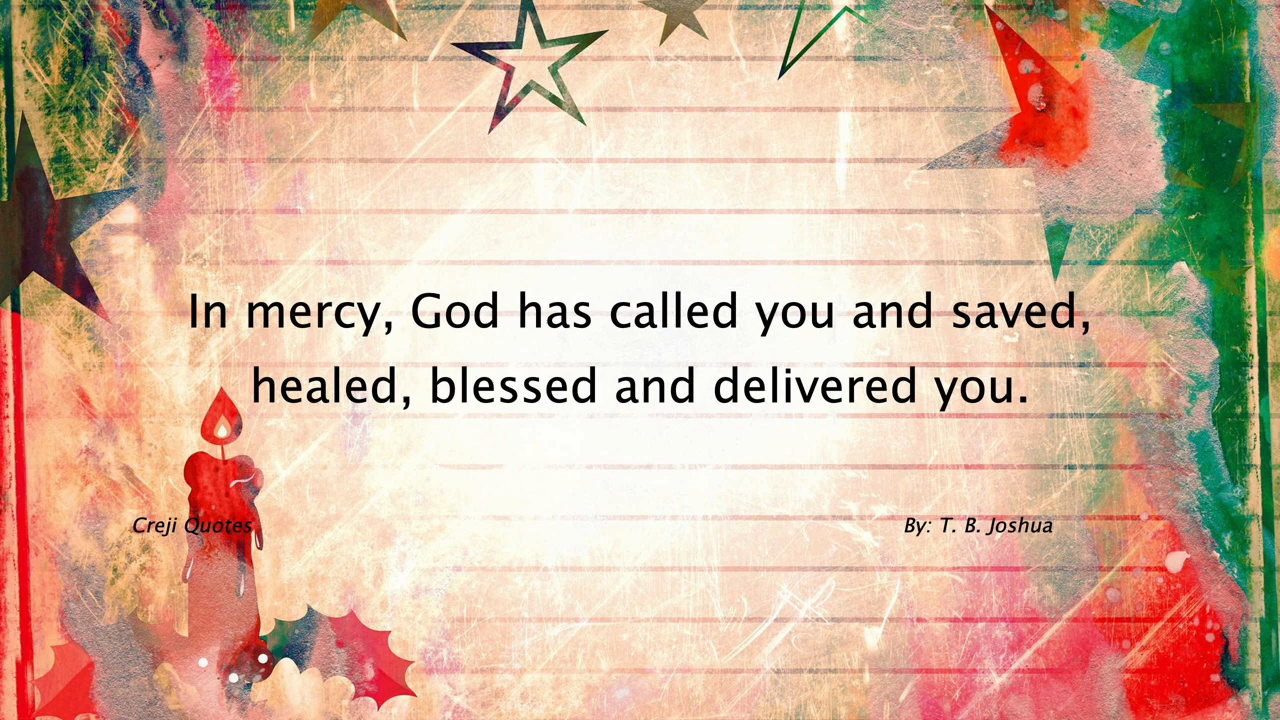 In mercy, God has called you and saved,
healed, blessed and delivered you.
Creji Quotes
By: T. B. Joshua